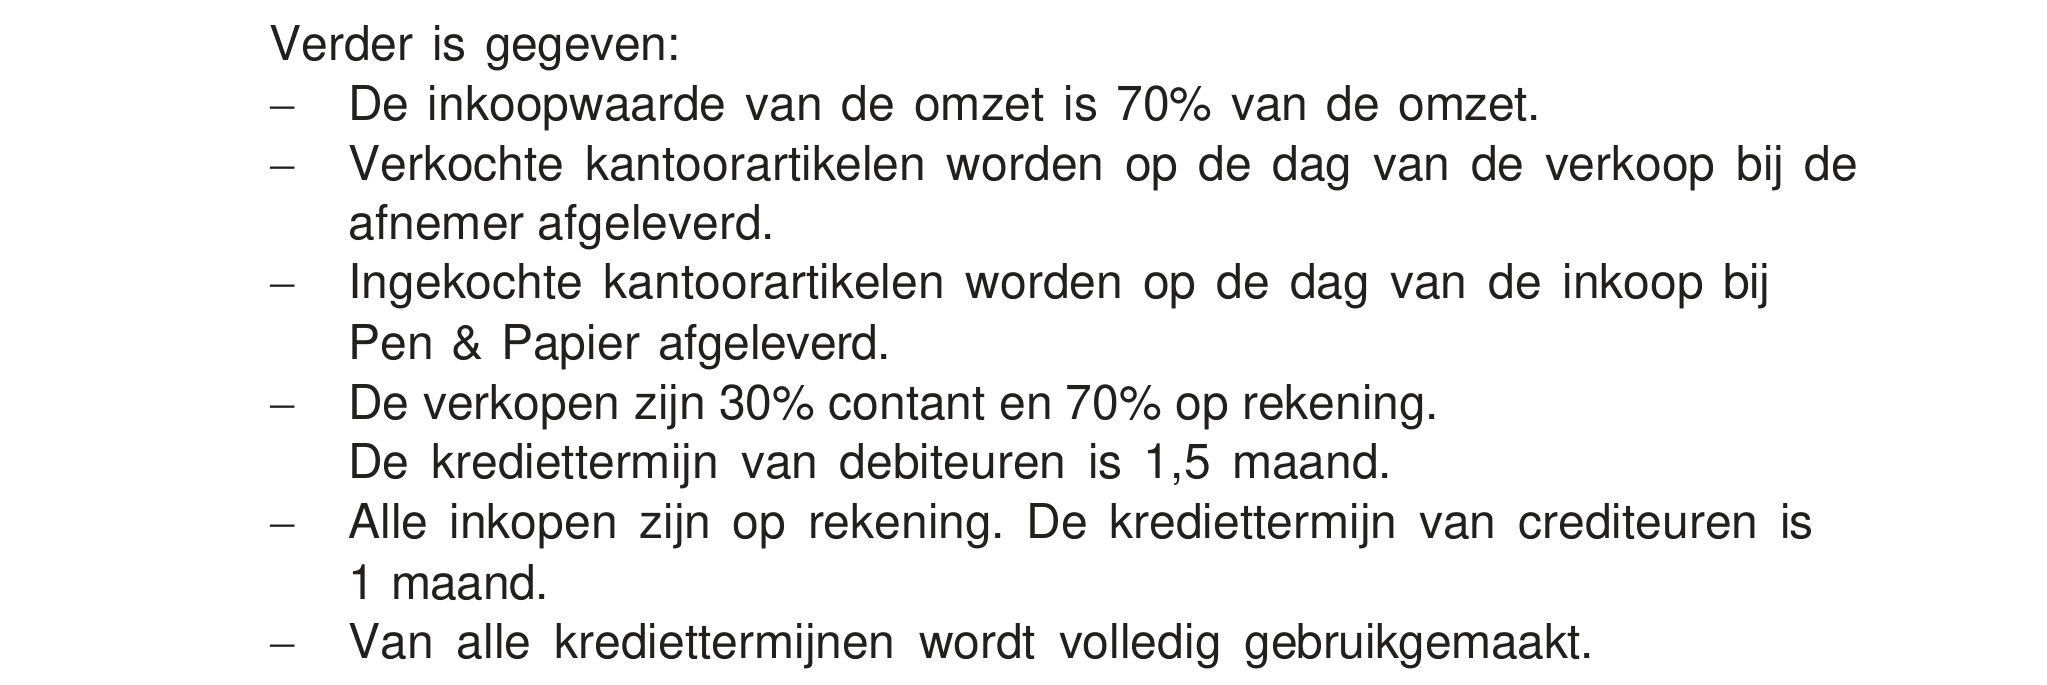 Verder is gegeven:
– De inkoopwaarde van de omzet is 70% van de omzet.
– Verkochte kantoorartikelen worden op de dag van de verkoop bij de
afnemer afgeleverd.
– Ingekochte kantoorartikelen worden op de dag van de inkoop bij
Pen & Papier afgeleverd.
– De verkopen zijn 30% contant en 70% op rekening.
De krediettermijn van debiteuren is 1,5 maand.
– Alle inkopen zijn op rekening. De krediettermijn van crediteuren is
1 maand.
– Van alle krediettermijnen wordt volledig gebruikgemaakt.